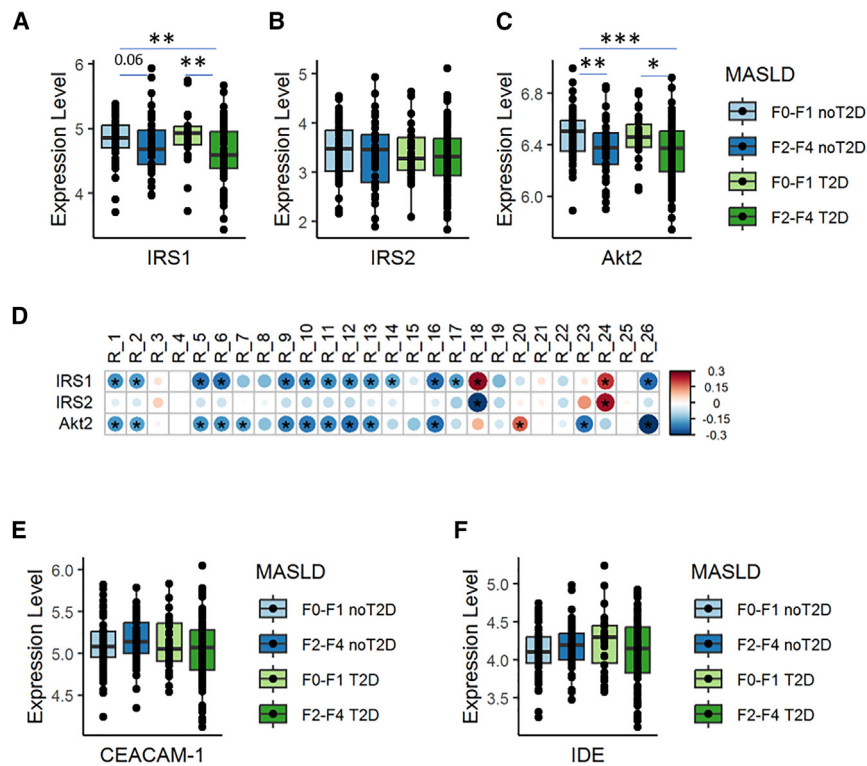 A
B
C
**
0.06
**
***
**
*
Expression Level
6
5
4
IRS1
Expression Level
5
4
3
2
IRS2
Expression Level
6.8
6.4
6.0
Akt2
MASLD
F0-F1 noT2D
F2-F4 noT2D
F0-F1 T2D
F2-F4 T2D
D
R_1 R_2 R_3 R_4 R_5 R_6 R_7 R_8 R_9 R_10 R_11 R_12 R_13 R_14 R_15 R_16 R_17 R_18 R_19 R_20 R_21 R_22 R_23 R_24 R_25 R_26
IRS1 * * * * * * * * * * * * * * *
IRS2 * *
Akt2 * * * * * * * * * * * * * *
0.3
0.15
0
-0.15
-0.3
E
Expression Level
6.0
5.5
5.0
4.5
CEACAM-1
MASLD
F0-F1 noT2D
F2-F4 noT2D
F0-F1 T2D
F2-F4 T2D
F
Expression Level
5.0
4.5
4.0
3.5
IDE
MASLD
F0-F1 noT2D
F2-F4 noT2D
F0-F1 T2D
F2-F4 T2D